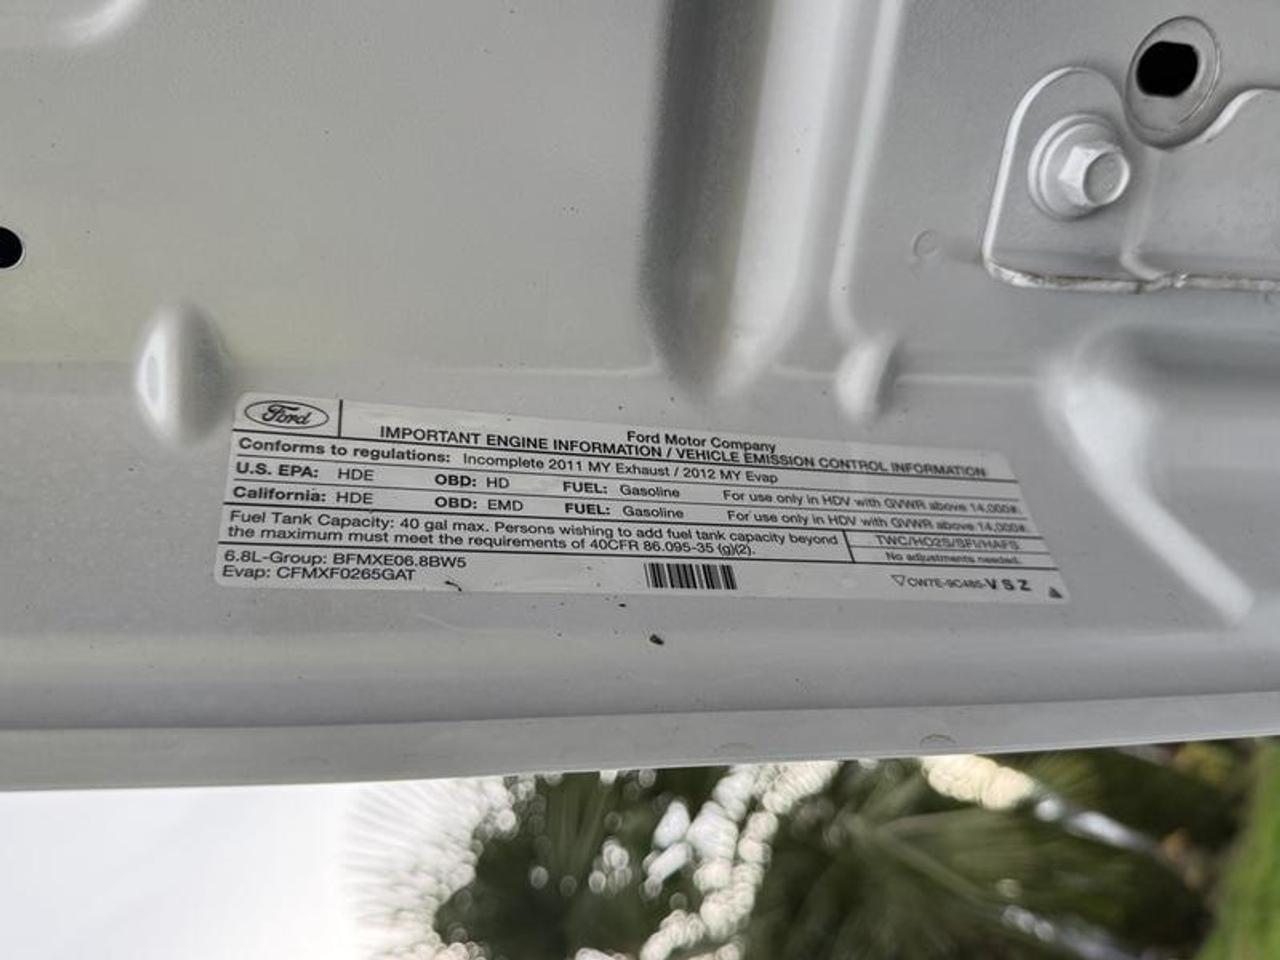 Ford
Ford Motor Company
IMPORTANT ENGINE INFORMATION / VEHICLE EMISSION CONTROL INFORMATION
Conforms to regulations: Incomplete 2011 MY Exhaust / 2012 MY Evap
U.S. EPA: HDE OBD: HD FUEL: Gasoline For use only in HDV with GVWR above 14,000#.
California: HDE OBD: EMD FUEL: Gasoline For use only in HDV with GVWR above 14,000#.
Fuel Tank Capacity: 40 gal max. Persons wishing to add fuel tank capacity beyond
the maximum must meet the requirements of 40CFR 86.095-35 (g)(2).
TWC/HO2S/SFI/HAFS
No adjustments needed.
6.8L-Group: BFMXE06.8BW5
Evap: CFMXF0265GAT
CW7E-9C485-VSZ